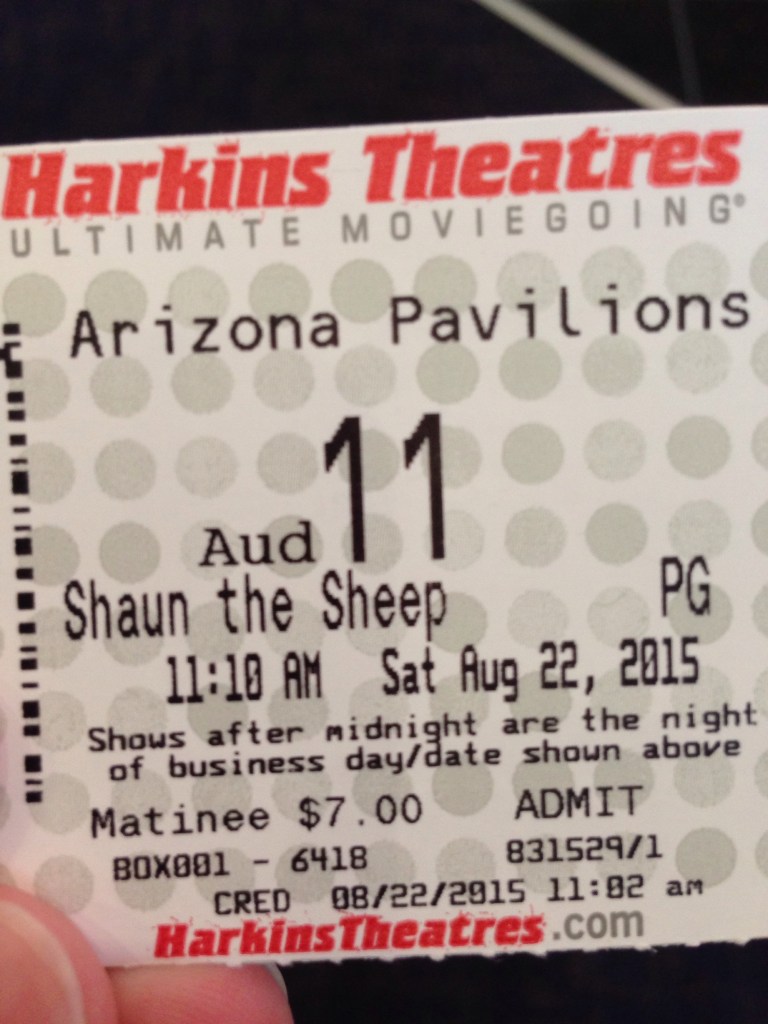 Harkins Theatres
ULTIMATE MOVIEGOING®
Arizona Pavilions
Aud 11
Shaun the Sheep PG
11:10 AM Sat Aug 22, 2015
Shows after midnight are the night
of business day/date shown above
Matinee $7.00 ADMIT
BOX001 - 6418 831529/1
CRED 08/22/2015 11:02 am
HarkinsTheatres.com